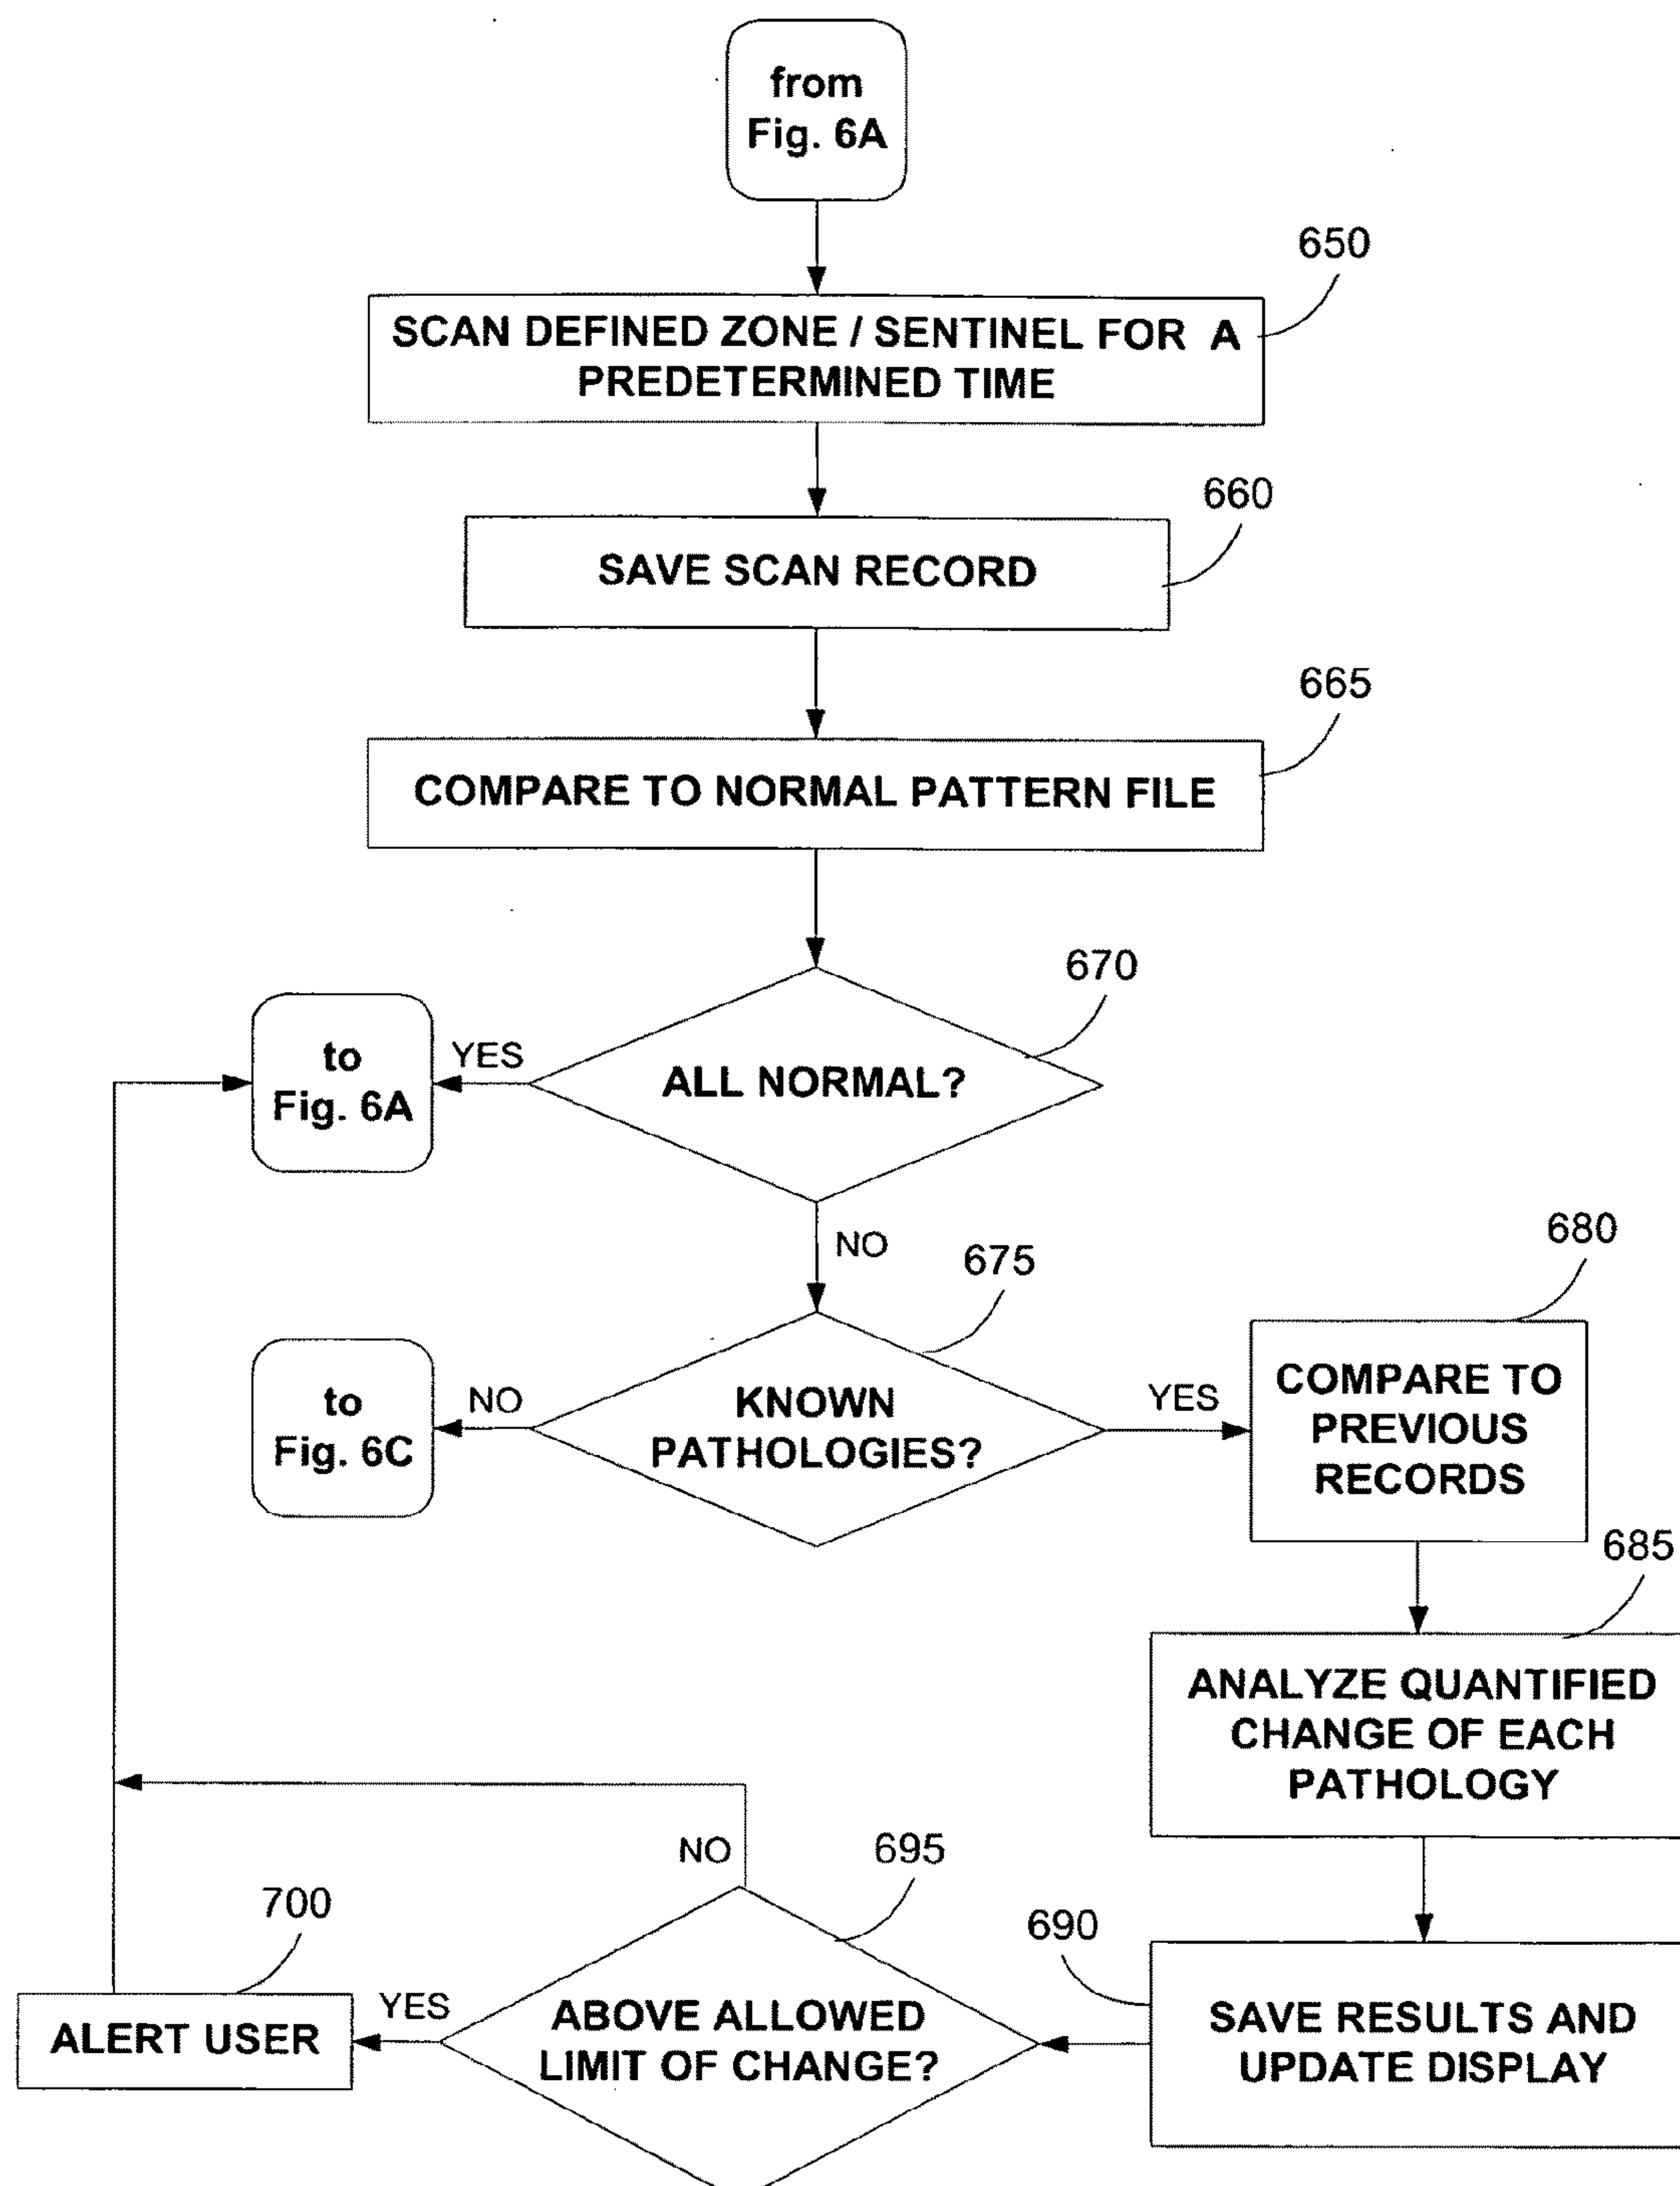 from
Fig. 6A
650
SCAN DEFINED ZONE / SENTINEL FOR A
PREDETERMINED TIME
660
SAVE SCAN RECORD
665
COMPARE TO NORMAL PATTERN FILE
670
to
Fig. 6A
YES
ALL NORMAL?
NO
675
680
to
Fig. 6C
NO
KNOWN
PATHOLOGIES?
YES
COMPARE TO
PREVIOUS
RECORDS
685
ANALYZE QUANTIFIED
CHANGE OF EACH
PATHOLOGY
NO
695
700
690
ALERT USER
YES
ABOVE ALLOWED
LIMIT OF CHANGE?
SAVE RESULTS AND
UPDATE DISPLAY